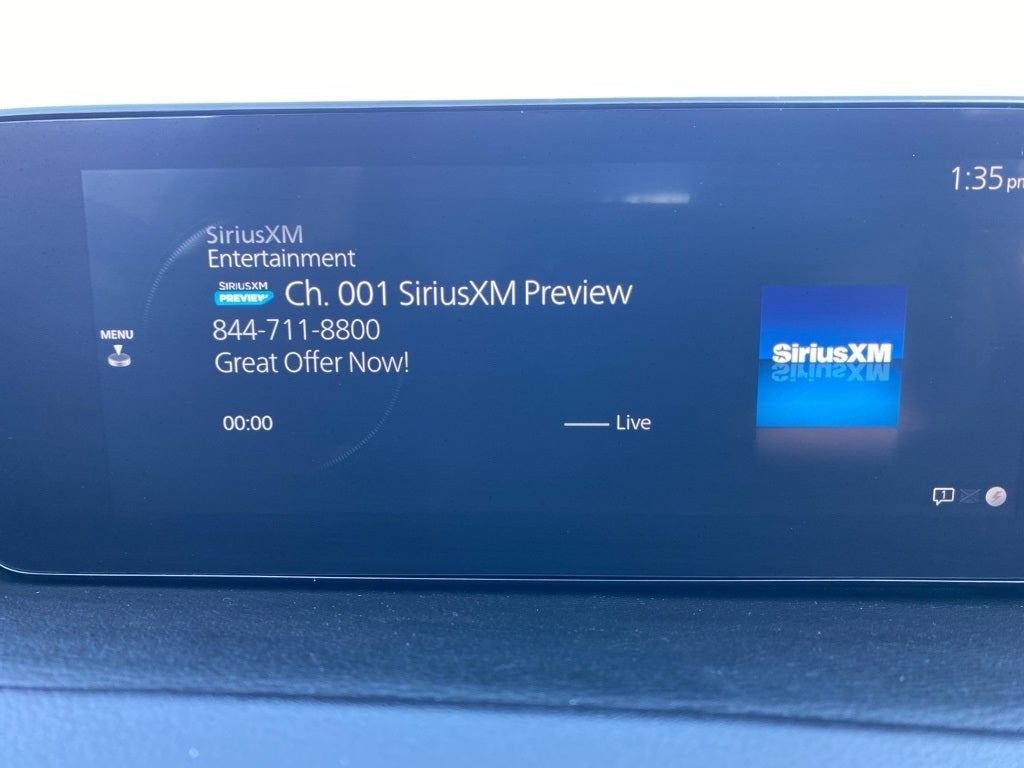 1:35 pm
SiriusXM
Entertainment
SIRIUSXM
PREVIEW
Ch. 001 SiriusXM Preview
844-711-8800
Great Offer Now!
MENU
00:00
Live
SiriusXM
1